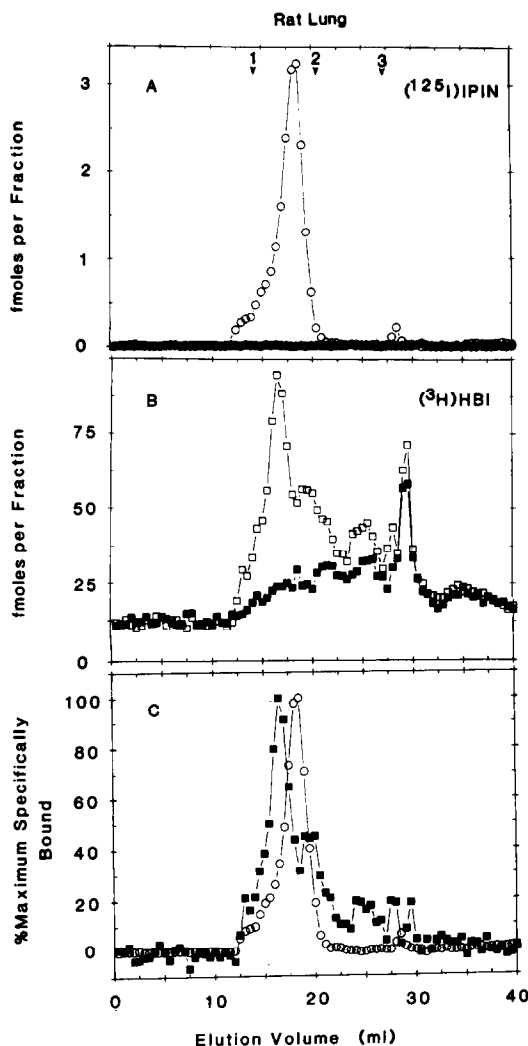 Rat Lung
1 2 3
3
A
(¹²⁵I)IPIN
2
1
0
fmoles per Fraction
B
(³H)HBI
75
50
25
0
fmoles per Fraction
C
100
80
60
40
20
0
%Maximum Specifically
Bound
0 10 20 30 40
Elution Volume (ml)